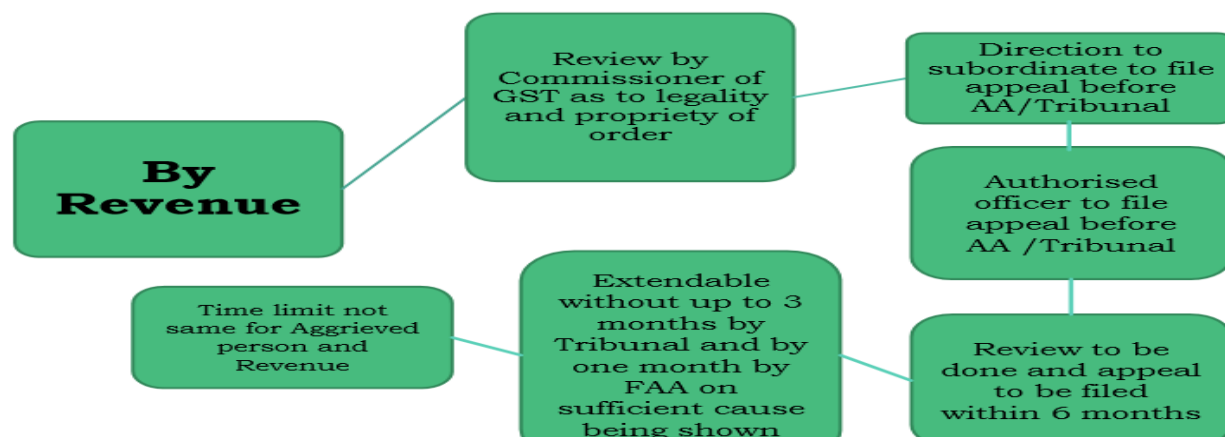 By
Revenue
Review by
Commissioner of
GST as to legality
and propriety of
order
Direction to
subordinate to file
appeal before
AA/Tribunal
Authorised
officer to file
appeal before
AA /Tribunal
Review to be
done and appeal
to be filed
within 6 months
Extendable
without up to 3
months by
Tribunal and by
one month by
FAA on
sufficient cause
being shown
Time limit not
same for Aggrieved
person and
Revenue